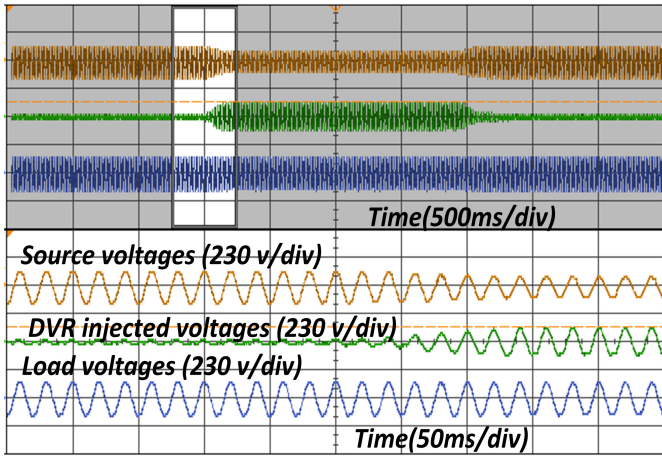 Time(500ms/div)
Source voltages (230 v/div)
DVR injected voltages (230 v/div)
Load voltages (230 v/div)
Time(50ms/div)